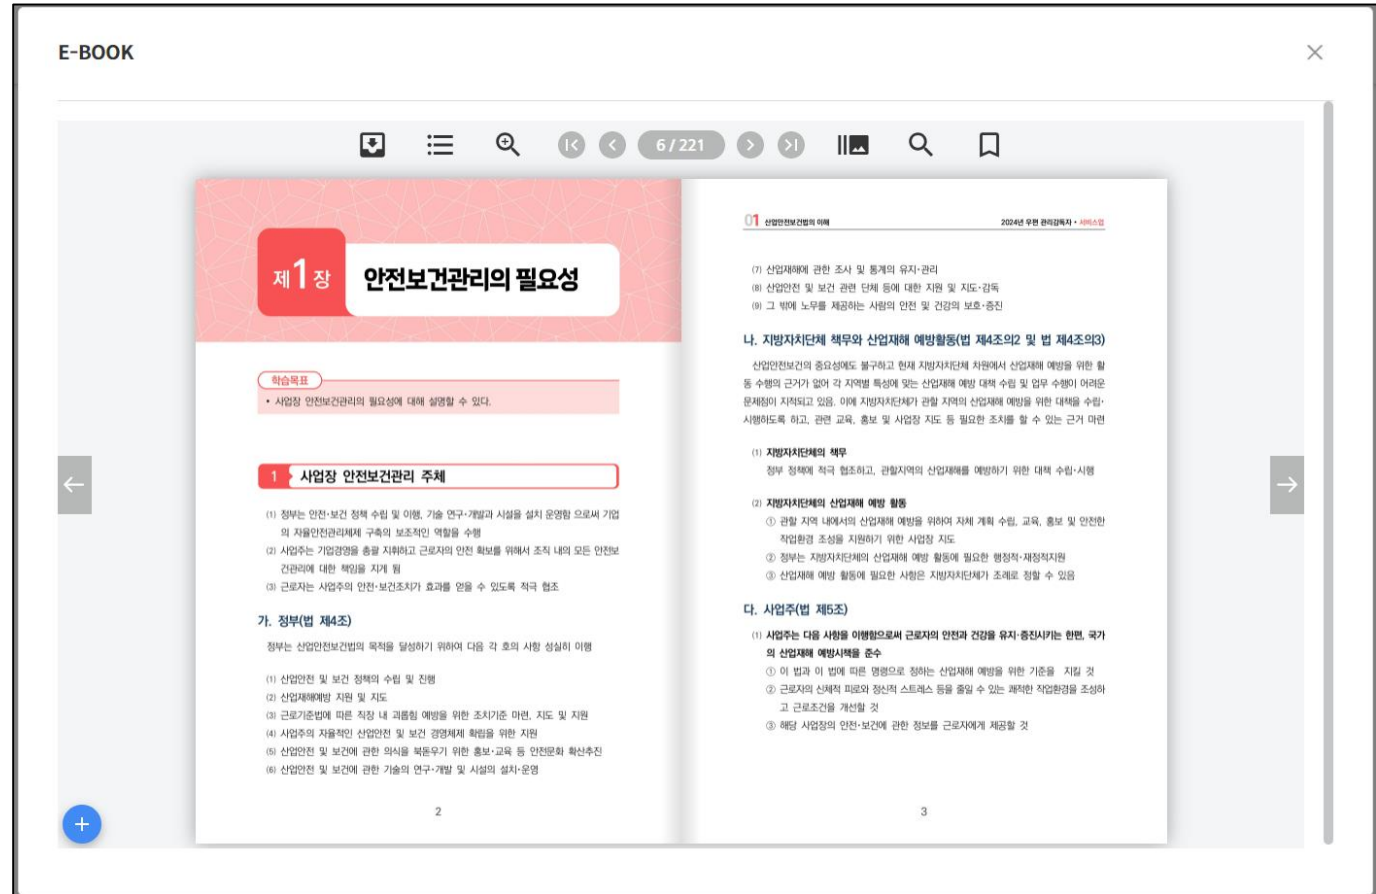 E-BOOK
6 / 221
제1장
안전보건관리의 필요성
학습목표
• 사업장 안전보건관리의 필요성에 대해 설명할 수 있다.
1 사업장 안전보건관리 주체
(1) 정부는 안전·보건 정책 수립 및 이행, 기술 연구·개발과 시설을 설치 운영함 으로써 기업
의 자율안전관리체제 구축의 보조적인 역할을 수행
(2) 사업주는 기업경영을 총괄 지휘하고 근로자의 안전 확보를 위해서 조직 내의 모든 안전보
건관리에 대한 책임을 지게 됨
(3) 근로자는 사업주의 안전·보건조치가 효과를 얻을 수 있도록 적극 협조
가. 정부(법 제4조)
정부는 산업안전보건법의 목적을 달성하기 위하여 다음 각 호의 사항 성실히 이행
(1) 산업안전 및 보건 정책의 수립 및 진행
(2) 산업재해예방 지원 및 지도
(3) 근로기준법에 따른 직장 내 괴롭힘 예방을 위한 조치기준 마련, 지도 및 지원
(4) 사업주의 자율적인 산업안전 및 보건 경영체제 확립을 위한 지원
(5) 산업안전 및 보건에 관한 의식을 북돋우기 위한 홍보·교육 등 안전문화 확산추진
(6) 산업안전 및 보건에 관한 기술의 연구·개발 및 시설의 설치·운영
2
01 산업안전보건법의 이해
2024년 우편 관리감독자 • 서비스업
(7) 산업재해에 관한 조사 및 통계의 유지·관리
(8) 산업안전 및 보건 관련 단체 등에 대한 지원 및 지도·감독
(9) 그 밖에 노무를 제공하는 사람의 안전 및 건강의 보호·증진
나. 지방자치단체 책무와 산업재해 예방활동(법 제4조의2 및 법 제4조의3)
산업안전보건의 중요성에도 불구하고 현재 지방자치단체 차원에서 산업재해 예방을 위한 활
동 수행의 근거가 없어 각 지역별 특성에 맞는 산업재해 예방 대책 수립 및 업무 수행이 어려운
문제점이 지적되고 있음. 이에 지방자치단체가 관할 지역의 산업재해 예방을 위한 대책을 수립·
시행하도록 하고, 관련 교육, 홍보 및 사업장 지도 등 필요한 조치를 할 수 있는 근거 마련
(1) 지방자치단체의 책무
정부 정책에 적극 협조하고, 관할지역의 산업재해를 예방하기 위한 대책 수립·시행
(2) 지방자치단체의 산업재해 예방 활동
① 관할 지역 내에서의 산업재해 예방을 위하여 자체 계획 수립, 교육, 홍보 및 안전한
작업환경 조성을 지원하기 위한 사업장 지도
② 정부는 지방자치단체의 산업재해 예방 활동에 필요한 행정적·재정적지원
③ 산업재해 예방 활동에 필요한 사항은 지방자치단체가 조례로 정할 수 있음
다. 사업주(법 제5조)
(1) 사업주는 다음 사항을 이행함으로써 근로자의 안전과 건강을 유지·증진시키는 한편, 국가
의 산업재해 예방시책을 준수
① 이 법과 이 법에 따른 명령으로 정하는 산업재해 예방을 위한 기준을 지킬 것
② 근로자의 신체적 피로와 정신적 스트레스 등을 줄일 수 있는 쾌적한 작업환경을 조성하
고 근로조건을 개선할 것
③ 해당 사업장의 안전·보건에 관한 정보를 근로자에게 제공할 것
3